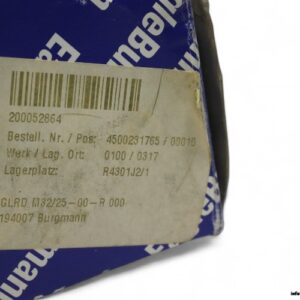 EagleBurgmann
200052864
Bestell. Nr. / Pos: 4500231765 / 00010
Werk / Lag. Ort: 0100 / 0317
Lagerplatz: R4301J2/1
GLRD M32/25-00-R 000
194007 Burgmann